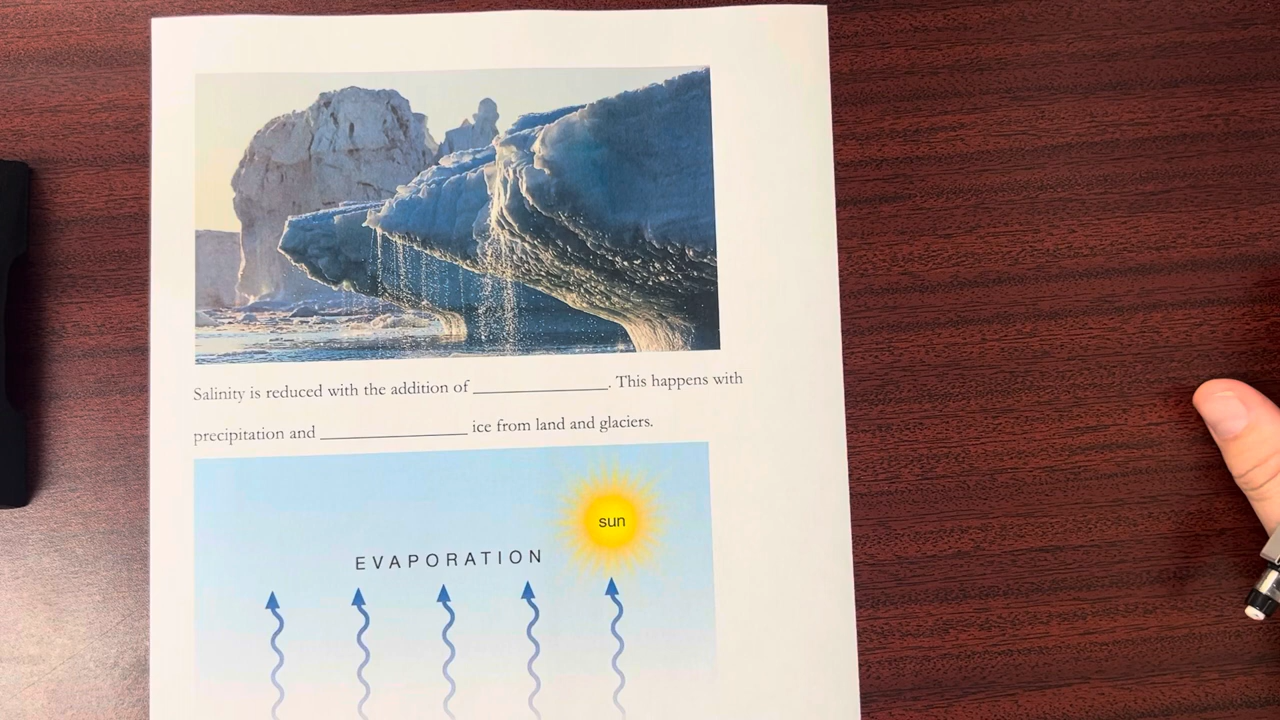 Salinity is reduced with the addition of ______________. This happens with
precipitation and _______________ ice from land and glaciers.
sun
EVAPORATION